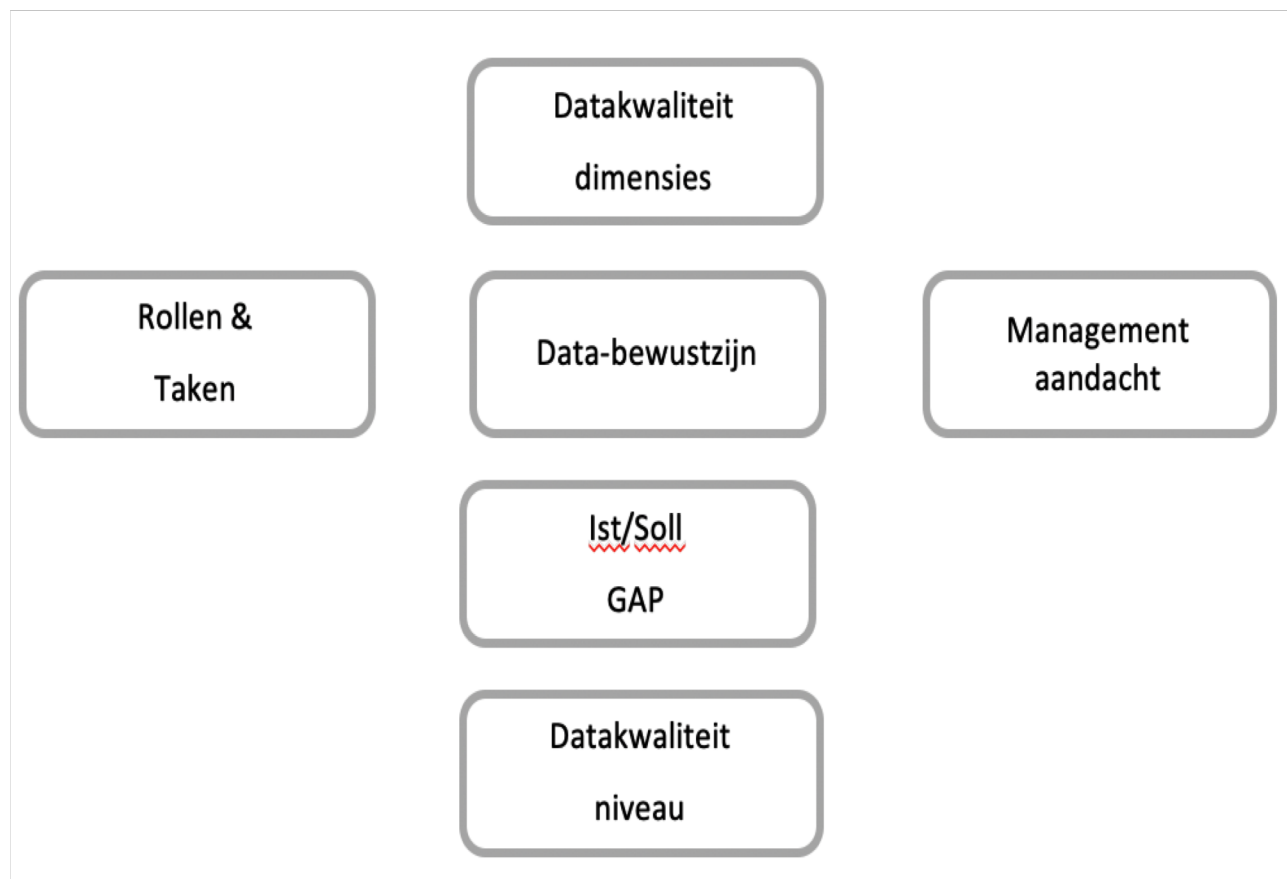 Datakwaliteit
dimensies
Rollen &
Taken
Data-bewustzijn
Management
aandacht
Ist/Soll
GAP
Datakwaliteit
niveau